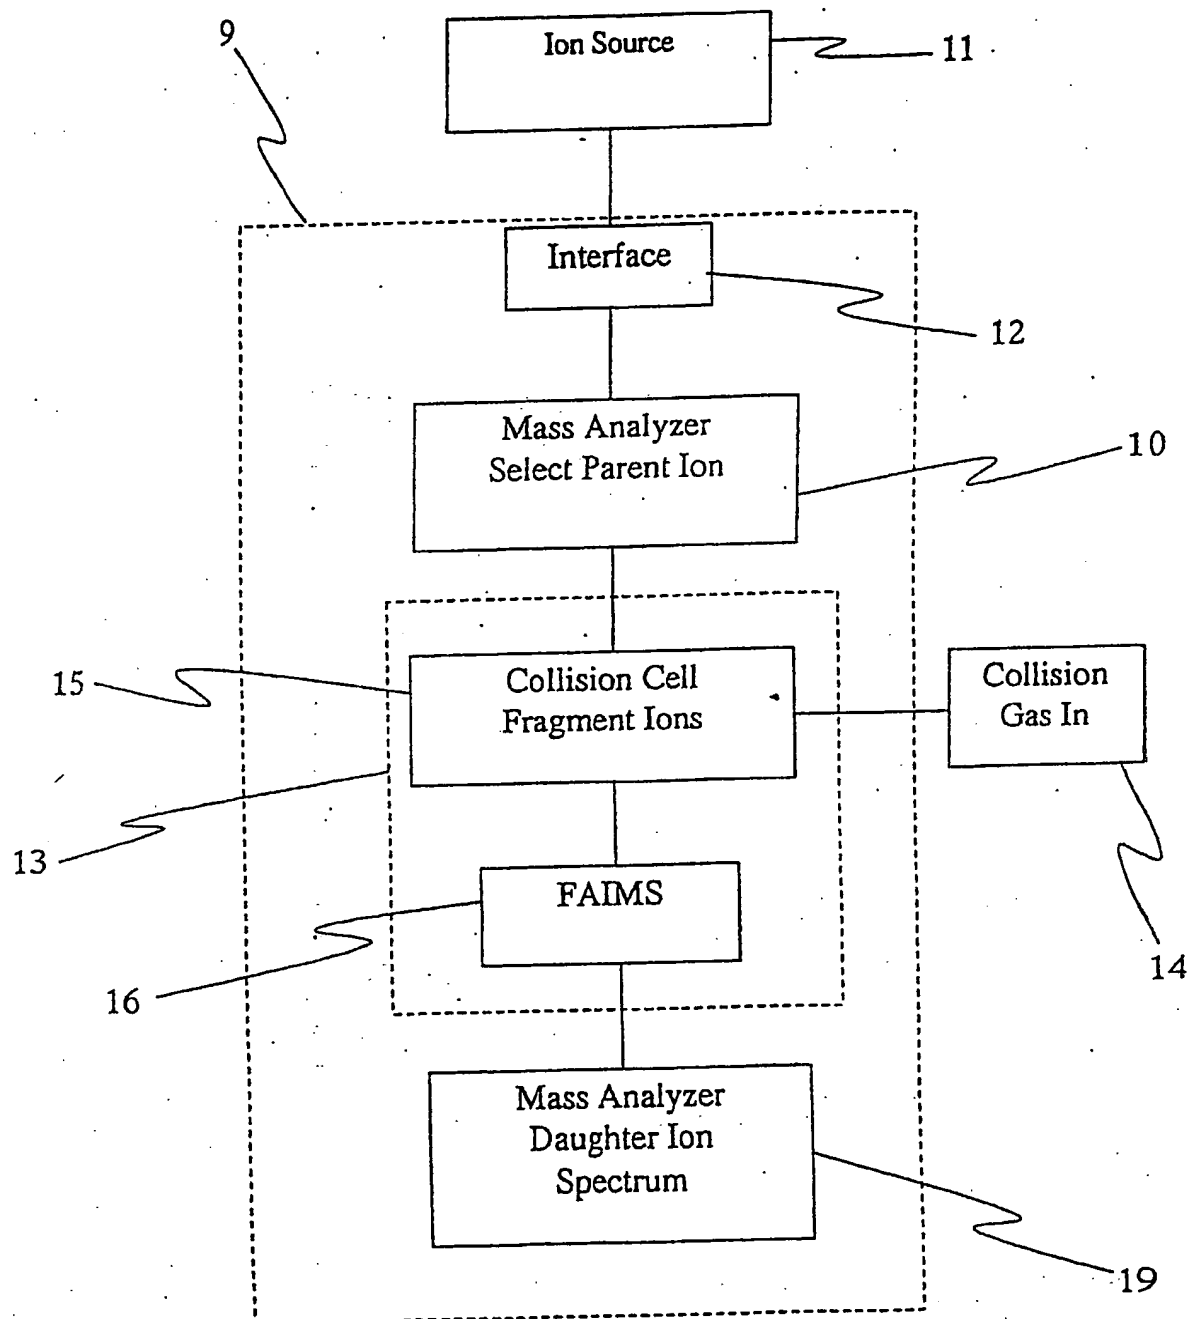 9
Ion Source
11
Interface
12
Mass Analyzer
Select Parent Ion
10
15
Collision Cell
Fragment Ions
Collision
Gas In
13
FAIMS
16
14
Mass Analyzer
Daughter Ion
Spectrum
19